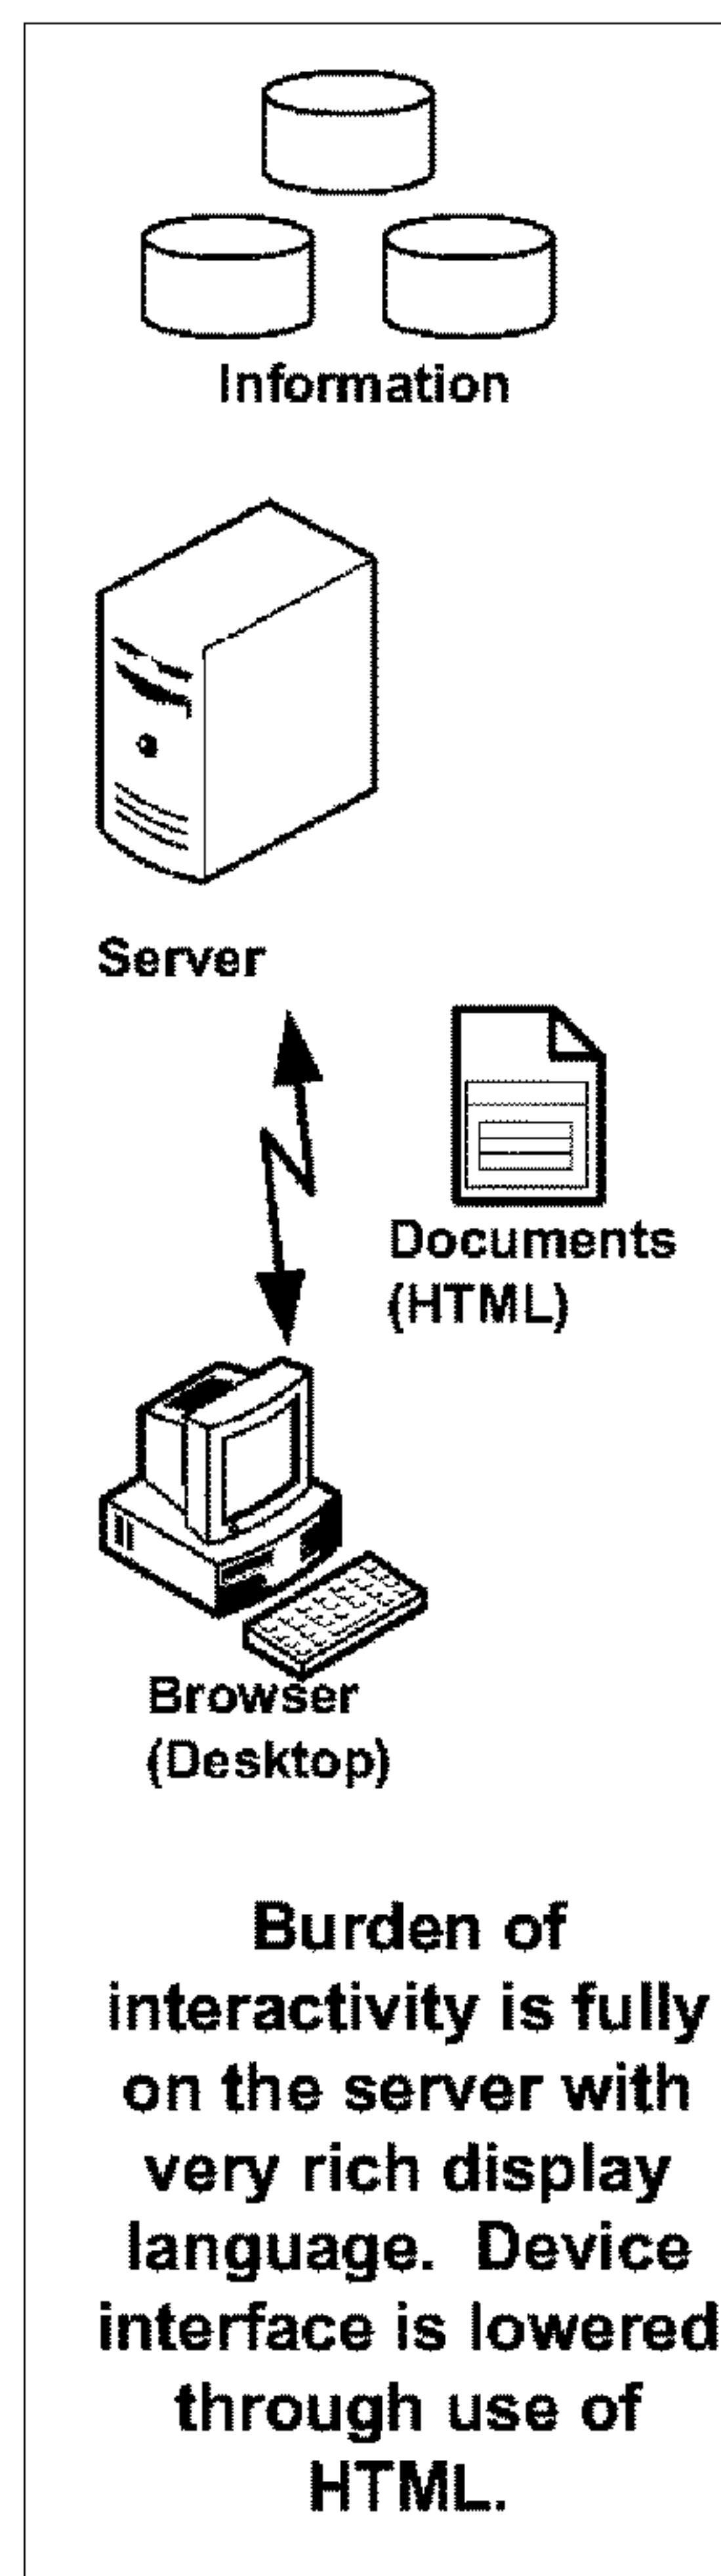 Information
Server
Documents
(HTML)
Browser
(Desktop)
Burden of
interactivity is fully
on the server with
very rich display
language. Device
interface is lowered
through use of
HTML.